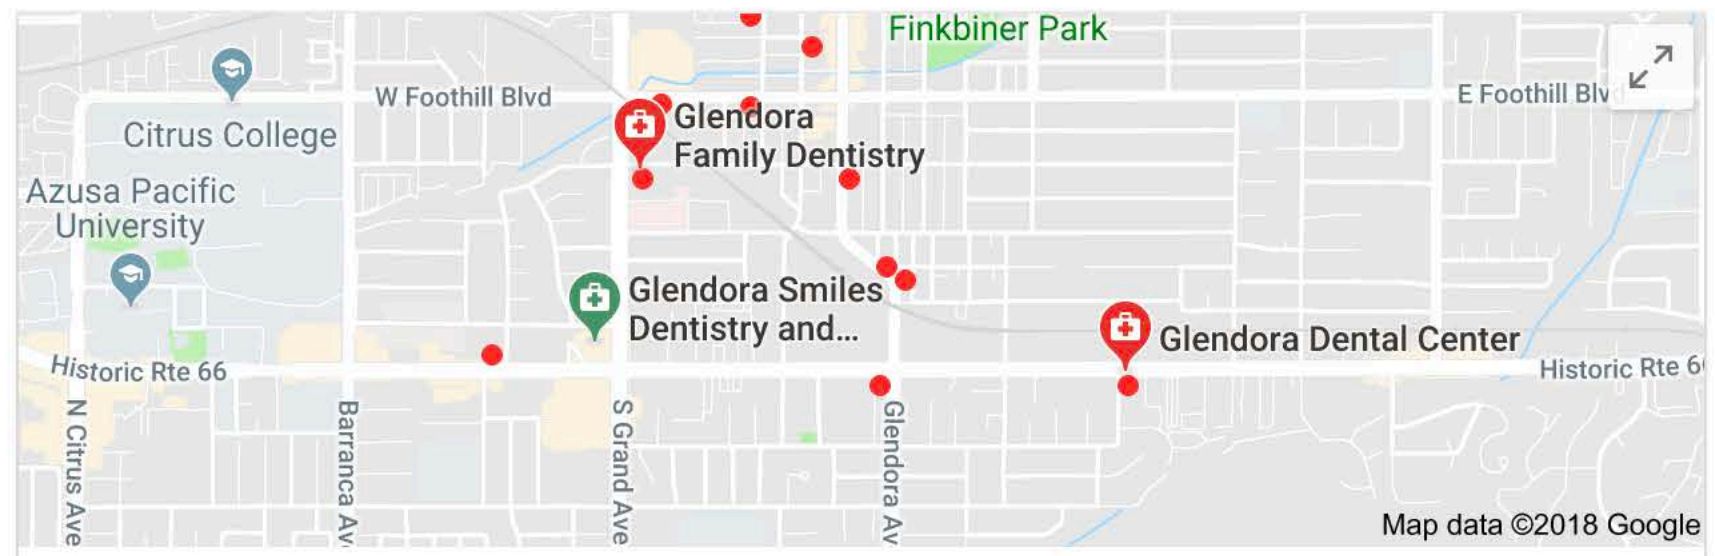 Finkbiner Park
W Foothill Blvd
E Foothill Blv
Citrus College
Glendora
Family Dentistry
Azusa Pacific
University
Glendora Smiles
Dentistry and...
Glendora Dental Center
Historic Rte 66
Historic Rte 6
N Citrus Ave
Barranca Av
S Grand Ave
Glendora Av
Map data ©2018 Google